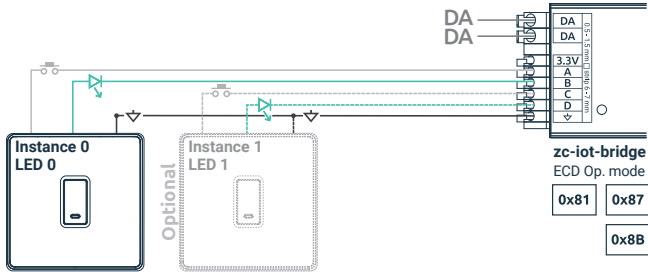 DA
DA
DA
DA
3.3V
A
B
C
D
0.5 - 1.5 mm □ strip 6 - 7 mm
Instance 0
LED 0
Optional
Instance 1
LED 1
zc-iot-bridge
ECD Op. mode
0x81 0x87
0x8B